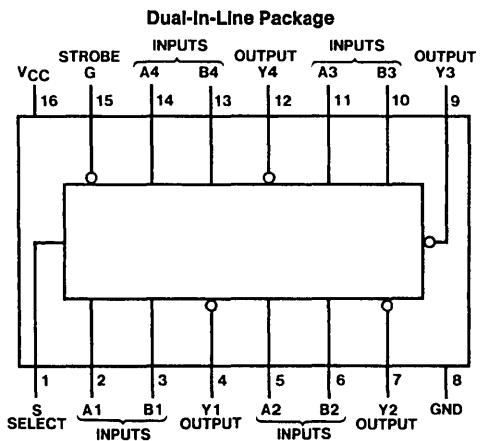 Dual-In-Line Package
INPUTS INPUTS
STROBE OUTPUT OUTPUT
VCC G A4 B4 Y4 A3 B3 Y3
16 15 14 13 12 11 10 9
1 2 3 4 5 6 7 8
S A1 B1 Y1 A2 B2 Y2 GND
SELECT OUTPUT OUTPUT
INPUTS INPUTS